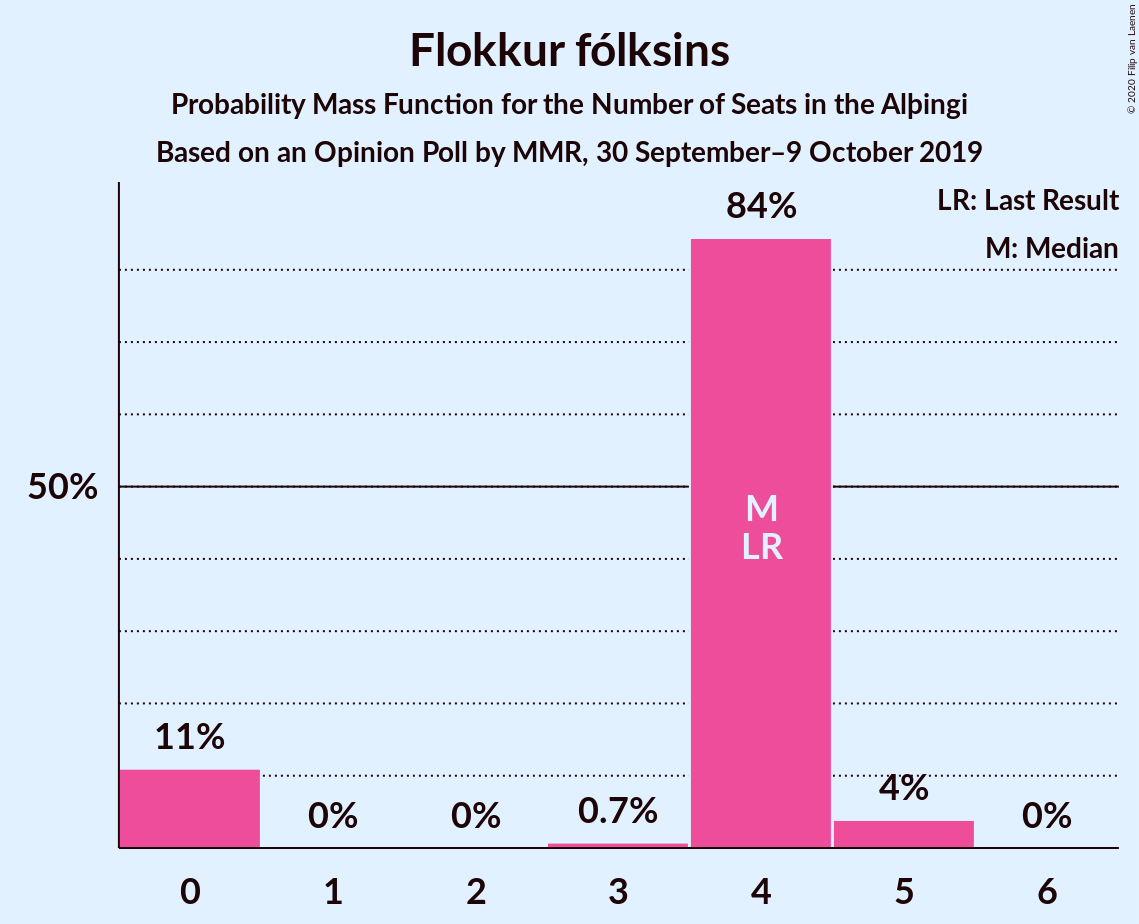 Flokkur fólksins
Probability Mass Function for the Number of Seats in the Alþingi
Based on an Opinion Poll by MMR, 30 September–9 October 2019
© 2020 Filip van Laenen
LR: Last Result
M: Median
84%
50%
M
LR
11%
0%
0%
0.7%
4%
0%
0 1 2 3 4 5 6